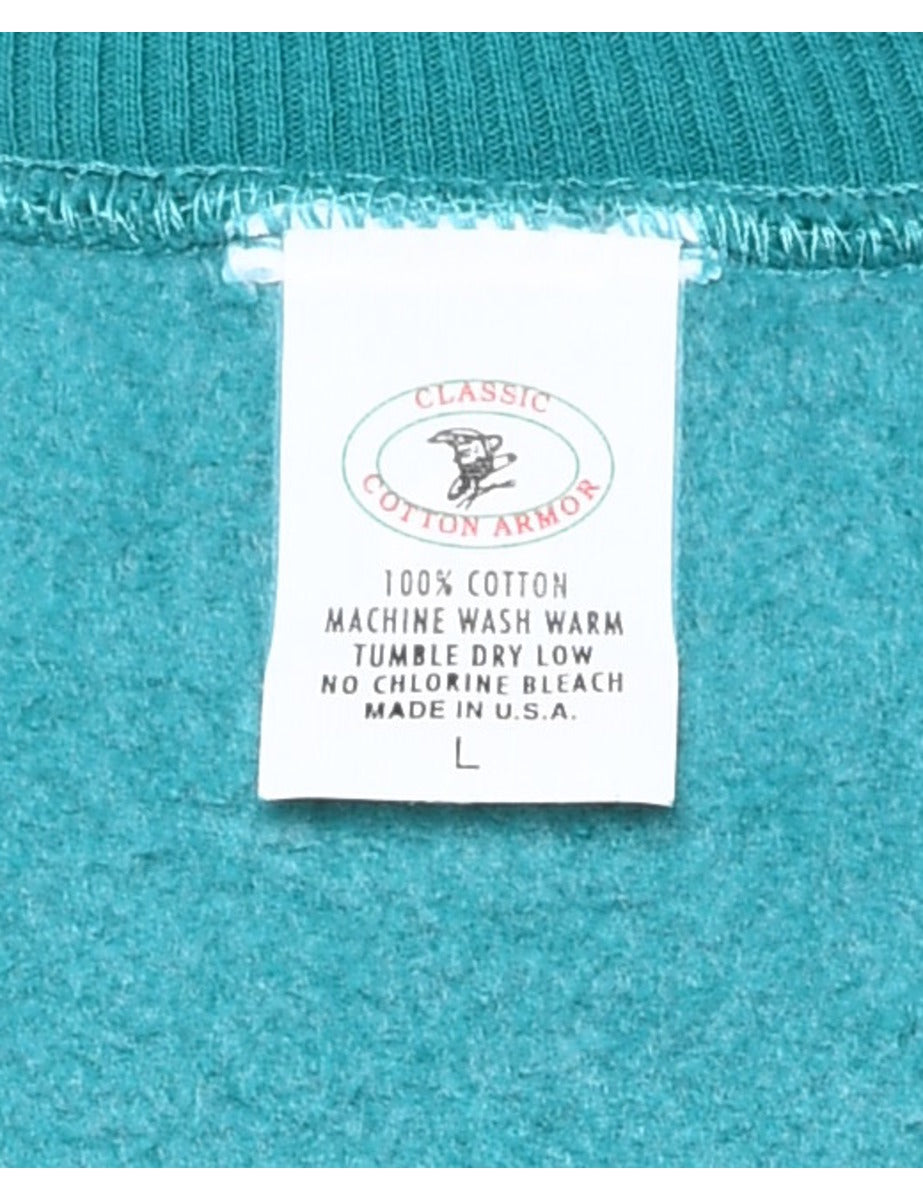 CLASSIC
COTTON ARMOR
100% COTTON
MACHINE WASH WARM
TUMBLE DRY LOW
NO CHLORINE BLEACH
MADE IN U.S.A.
L